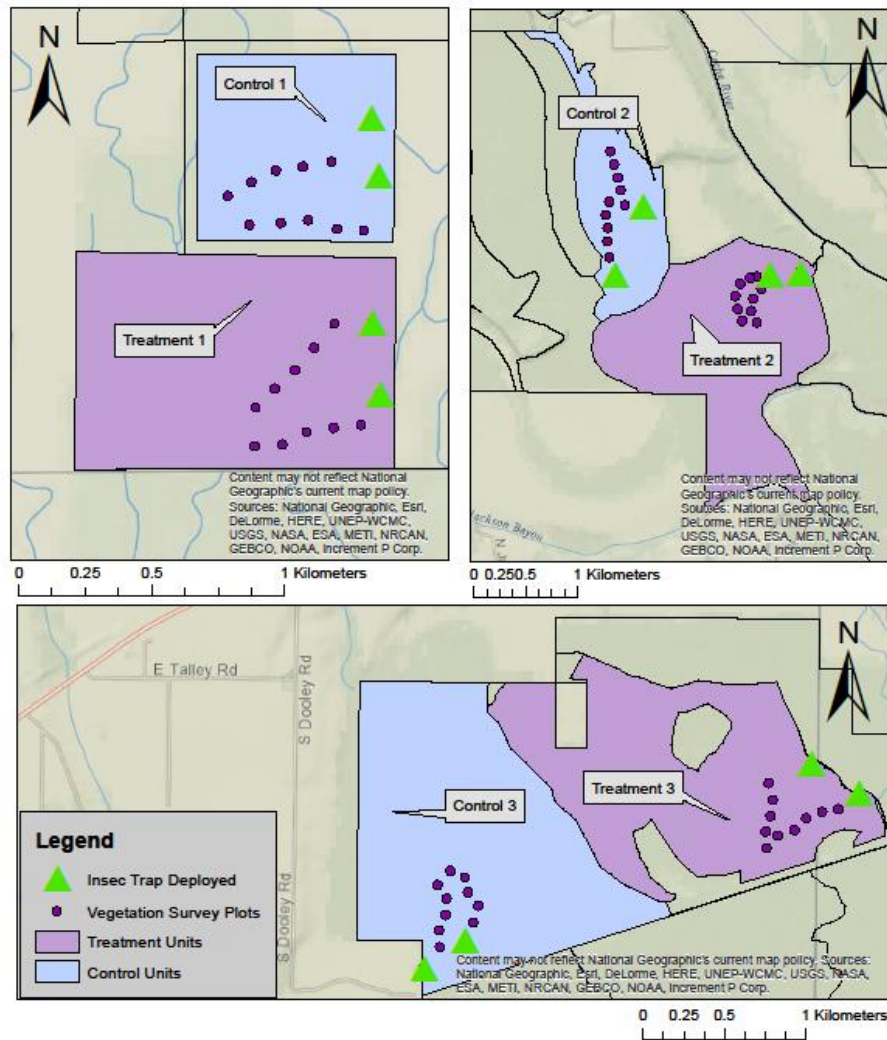 N
Control 1
Treatment 1
Content may not reflect National
Geographic's current map policy.
Sources: National Geographic, Esri,
DeLorme, HERE, UNEP-WCMC,
USGS, NASA, ESA, METI, NRCAN,
GEBCO, NOAA, Increment P Corp.
0 0.25 0.5 1 Kilometers
N
Cache River
Control 2
Treatment 2
Jackson Bayou
Content may not reflect National
Geographic's current map policy.
Sources: National Geographic, Esri,
DeLorme, HERE, UNEP-WCMC,
USGS, NASA, ESA, METI, NRCAN,
GEBCO, NOAA, Increment P Corp.
0 0.250.5 1 Kilometers
N
E Talley Rd
S Dooley Rd
S Dooley Rd
Control 3
Treatment 3
Legend
Insec Trap Deployed
Vegetation Survey Plots
Treatment Units
Control Units
Content may not reflect National Geographic's current map policy. Sources:
National Geographic, Esri, DeLorme, HERE, UNEP-WCMC, USGS, NASA,
ESA, METI, NRCAN, GEBCO, NOAA, Increment P Corp.
0 0.25 0.5 1 Kilometers